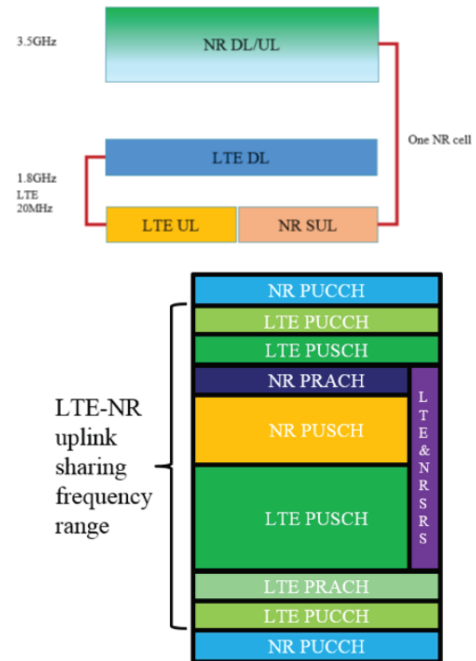 3.5GHz
NR DL/UL
One NR cell
LTE DL
1.8GHz
LTE
20MHz
LTE UL
NR SUL
NR PUCCH
LTE PUCCH
LTE PUSCH
NR PRACH
NR PUSCH
LTE&NRSRS
LTE-NR
uplink
sharing
frequency
range
LTE PUSCH
LTE PRACH
LTE PUCCH
NR PUCCH